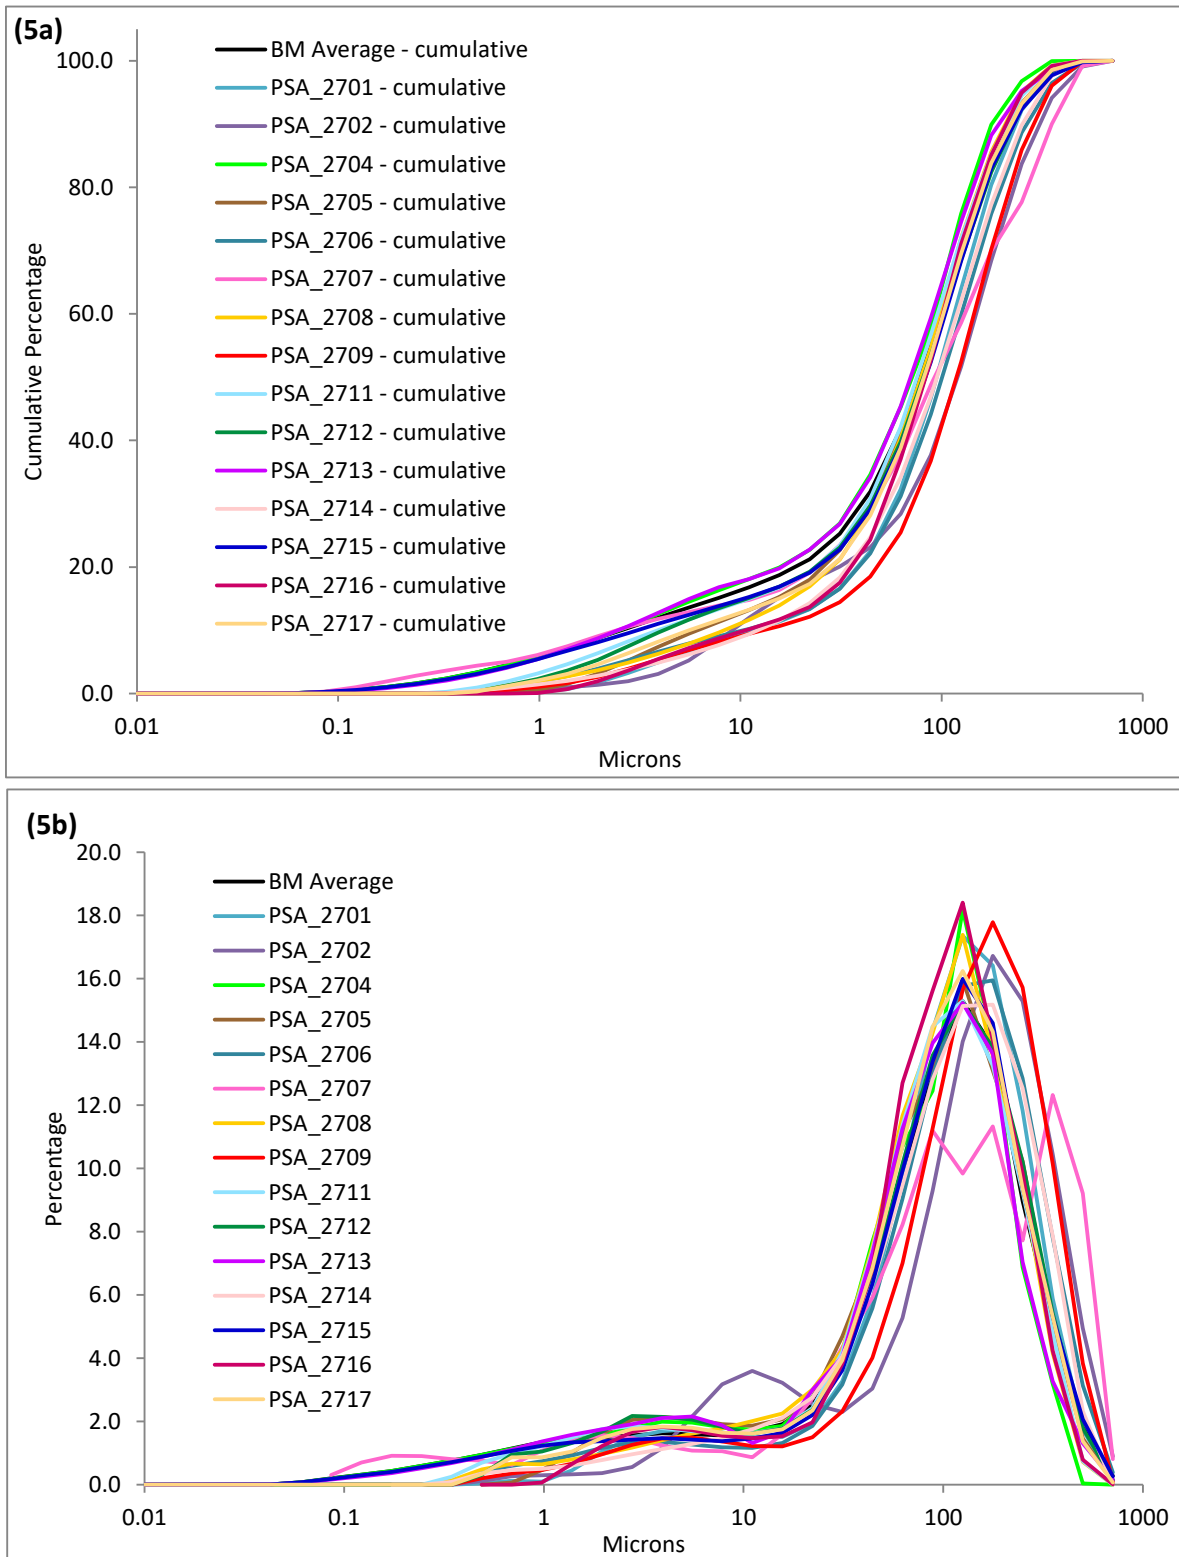 (5a)
BM Average - cumulative
PSA_2701 - cumulative
PSA_2702 - cumulative
PSA_2704 - cumulative
PSA_2705 - cumulative
PSA_2706 - cumulative
PSA_2707 - cumulative
PSA_2708 - cumulative
PSA_2709 - cumulative
PSA_2711 - cumulative
PSA_2712 - cumulative
PSA_2713 - cumulative
PSA_2714 - cumulative
PSA_2715 - cumulative
PSA_2716 - cumulative
PSA_2717 - cumulative
Cumulative Percentage
100.0
80.0
60.0
40.0
20.0
0.0
0.01 0.1 1 10 100 1000
Microns
(5b)
BM Average
PSA_2701
PSA_2702
PSA_2704
PSA_2705
PSA_2706
PSA_2707
PSA_2708
PSA_2709
PSA_2711
PSA_2712
PSA_2713
PSA_2714
PSA_2715
PSA_2716
PSA_2717
Percentage
20.0
18.0
16.0
14.0
12.0
10.0
8.0
6.0
4.0
2.0
0.0
0.01 0.1 1 10 100 1000
Microns